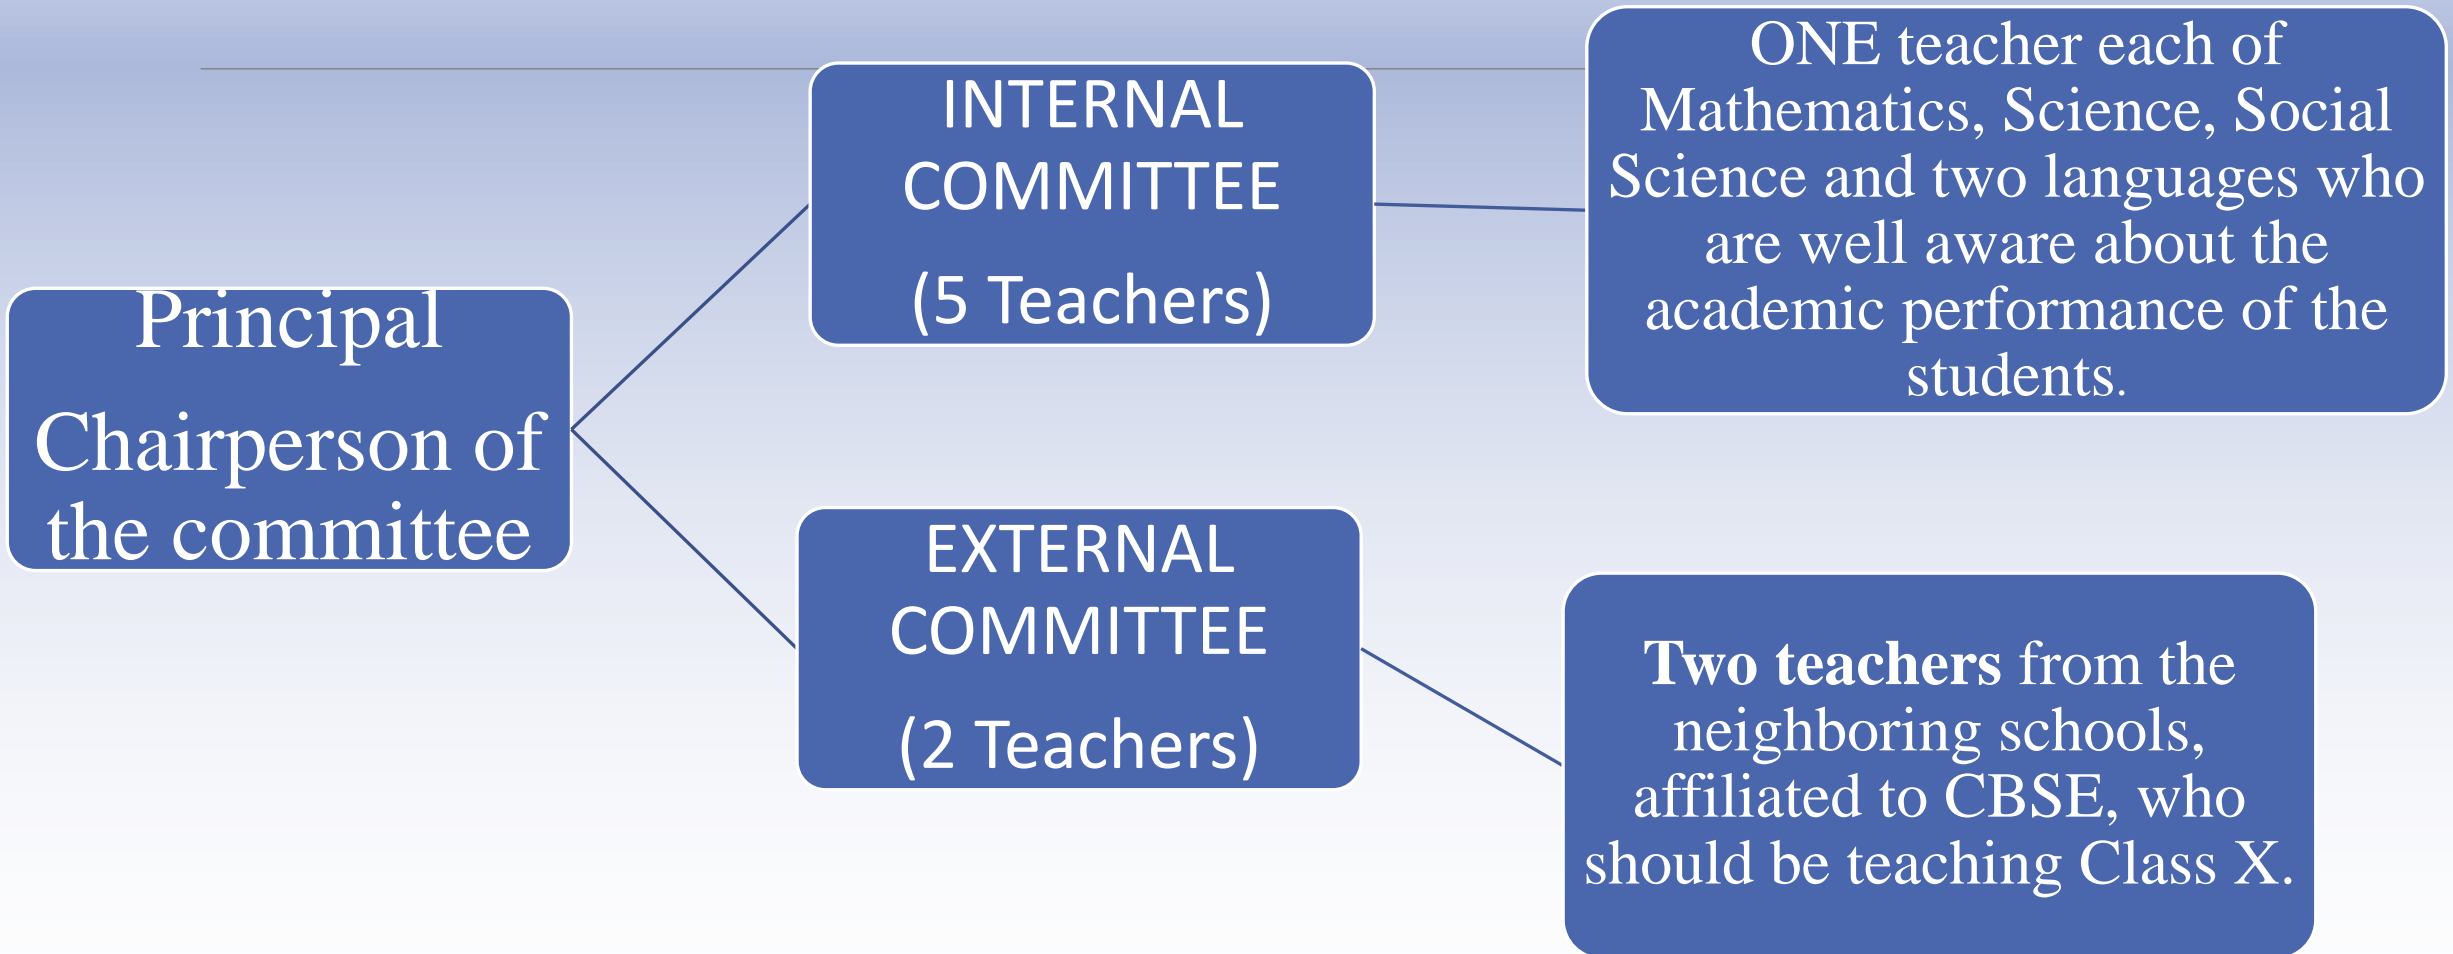 Principal
Chairperson of
the committee
INTERNAL
COMMITTEE
(5 Teachers)
ONE teacher each of
Mathematics, Science, Social
Science and two languages who
are well aware about the
academic performance of the
students.
EXTERNAL
COMMITTEE
(2 Teachers)
Two teachers from the
neighboring schools,
affiliated to CBSE, who
should be teaching Class X.